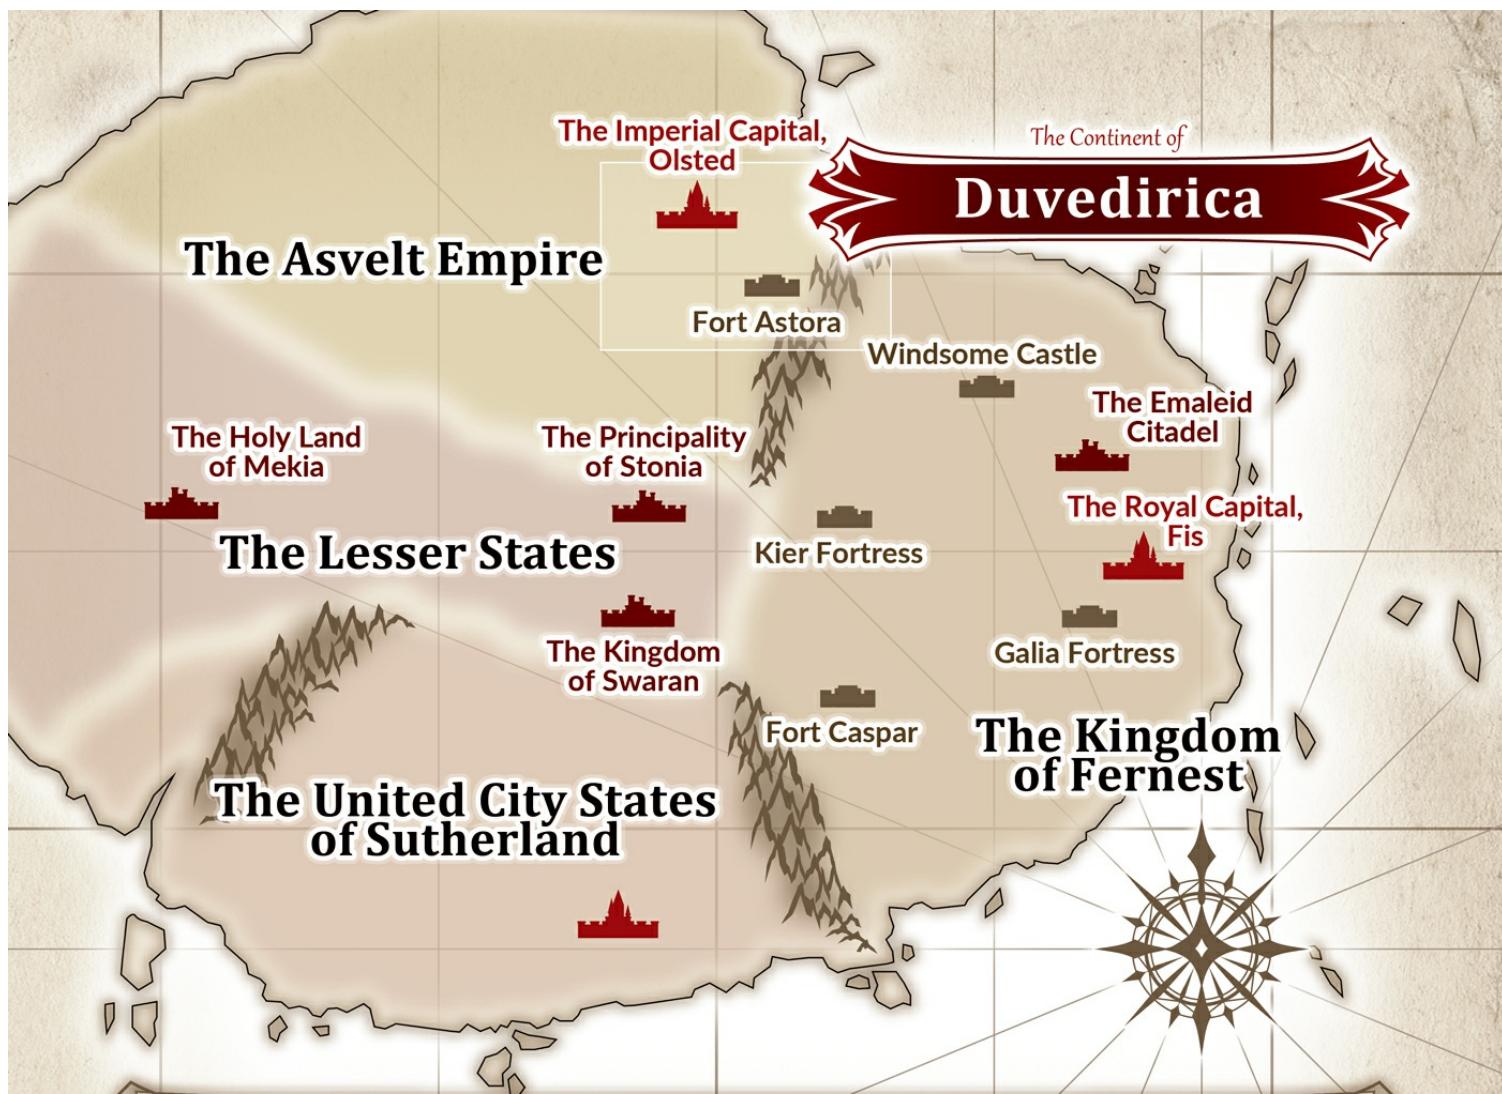 The Continent of
Duvedirica
The Imperial Capital,
Olsted
The Asvelt Empire
Fort Astora
Windsome Castle
The Emaleid
Citadel
The Holy Land
of Mekia
The Principality
of Stonia
The Royal Capital,
Fis
The Lesser States
Kier Fortress
The Kingdom
of Swaran
Galia Fortress
Fort Caspar
The Kingdom
of Fernest
The United City States
of Sutherland